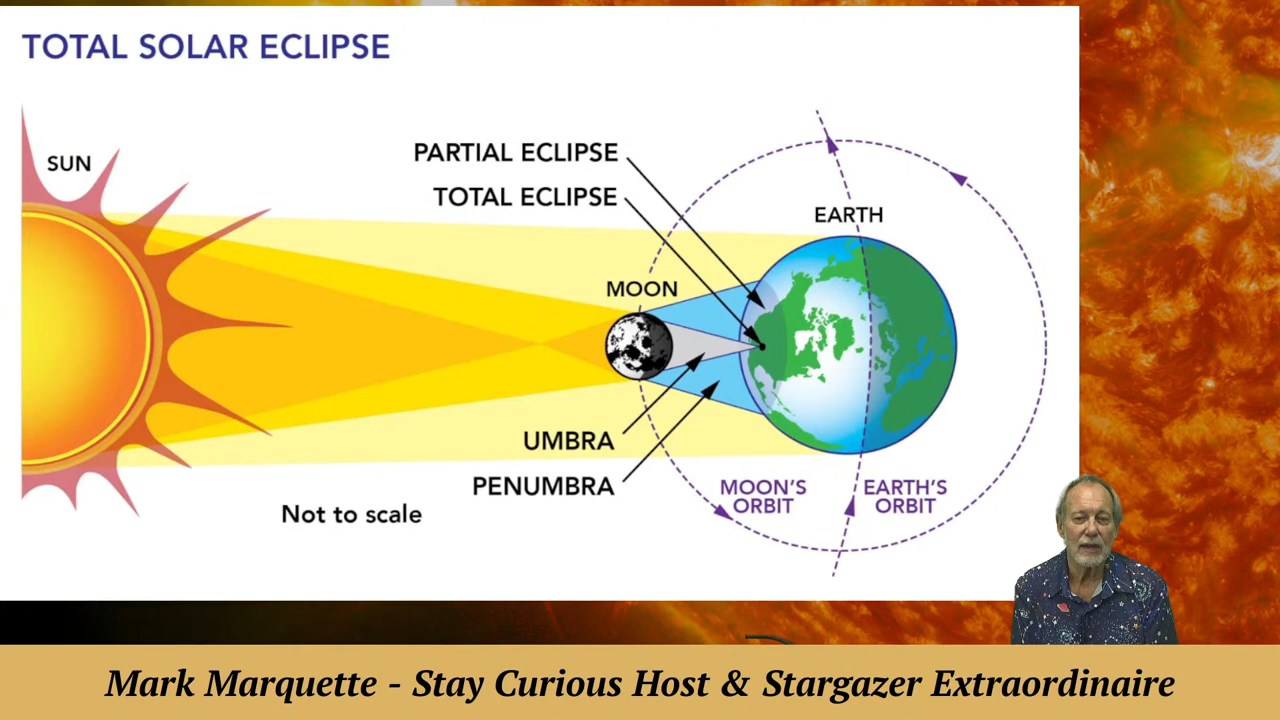 TOTAL SOLAR ECLIPSE
SUN
PARTIAL ECLIPSE
TOTAL ECLIPSE
EARTH
MOON
UMBRA
PENUMBRA
MOON'S
ORBIT
EARTH'S
ORBIT
Not to scale
Mark Marquette - Stay Curious Host & Stargazer Extraordinaire